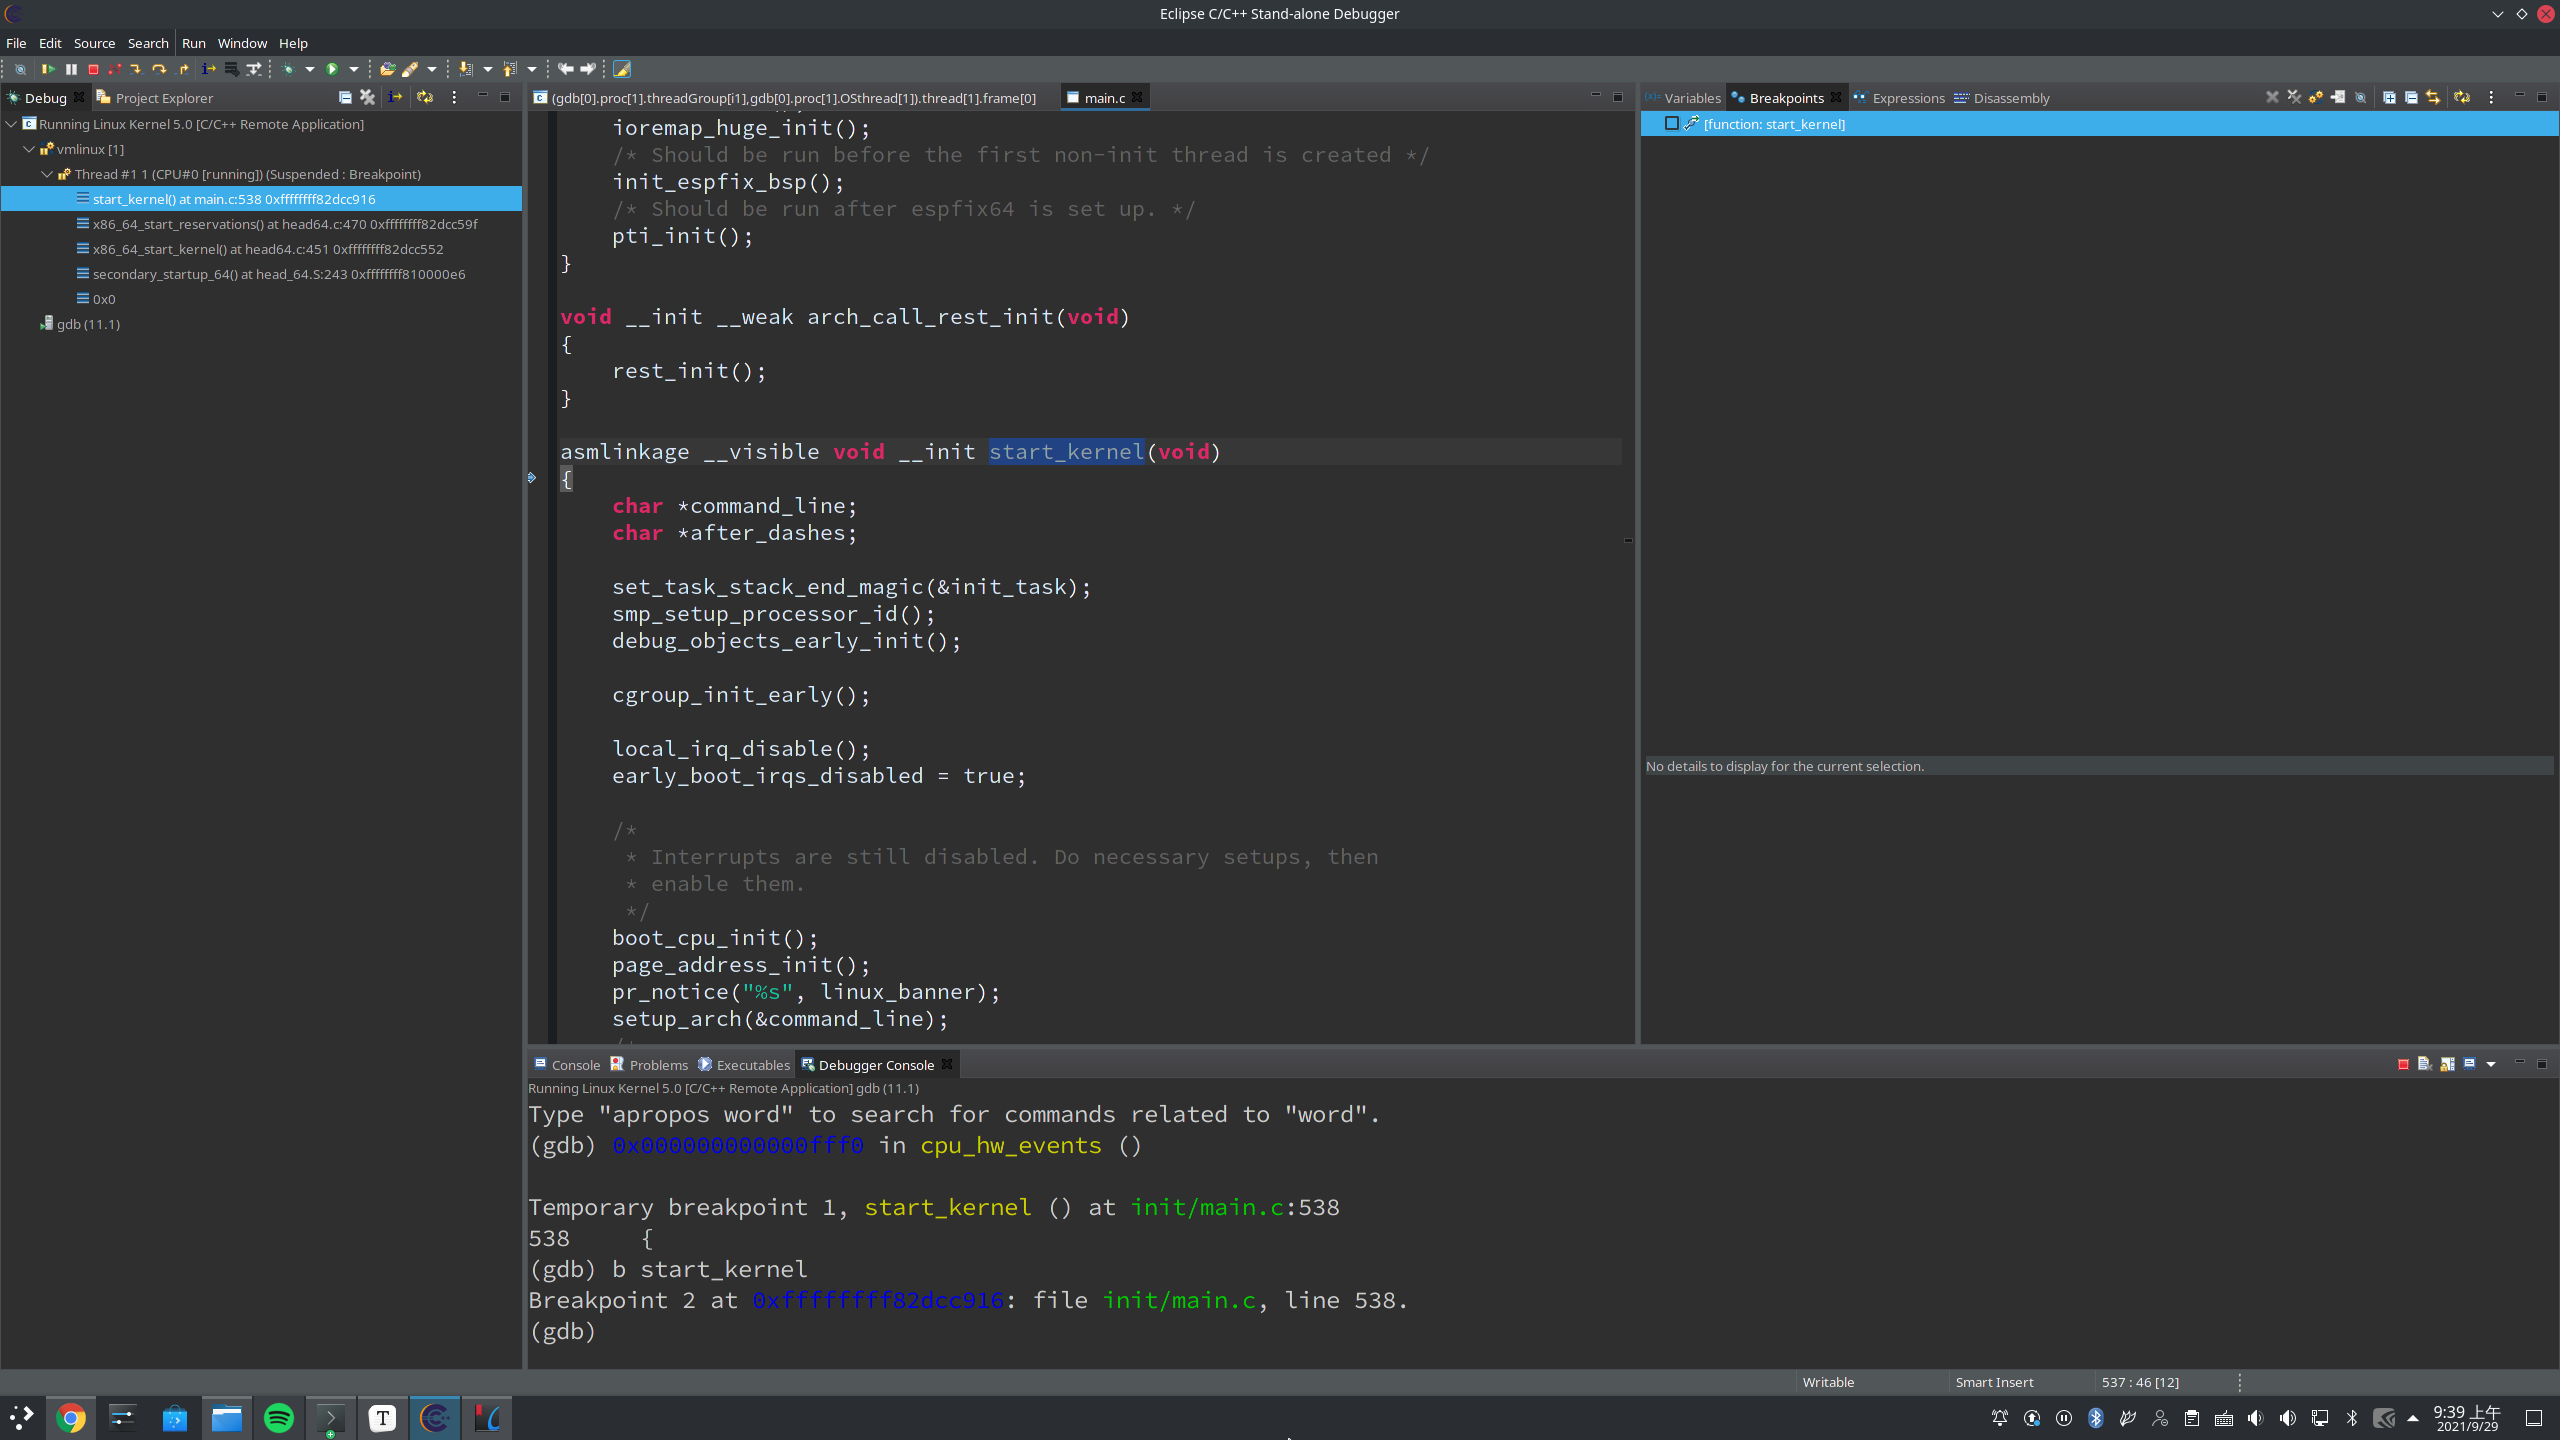 Eclipse C/C++ Stand-alone Debugger
File Edit Source Search Run Window Help
Debug Project Explorer
Running Linux Kernel 5.0 [C/C++ Remote Application]
vmlinux [1]
Thread #1 1 (CPU#0 [running]) (Suspended : Breakpoint)
start_kernel() at main.c:538 0xffffffff82dcc916
x86_64_start_reservations() at head64.c:470 0xffffffff82dcc59f
x86_64_start_kernel() at head64.c:451 0xffffffff82dcc552
secondary_startup_64() at head_64.S:243 0xffffffff810000e6
0x0
gdb (11.1)
(gdb[0].proc[1].threadGroup[i1],gdb[0].proc[1].OSthread[1]).thread[1].frame[0] main.c
ioremap_huge_init();
/* Should be run before the first non-init thread is created */
init_espfix_bsp();
/* Should be run after espfix64 is set up. */
pti_init();
}
void __init __weak arch_call_rest_init(void)
{
rest_init();
}
asmlinkage __visible void __init start_kernel(void)
{
char *command_line;
char *after_dashes;
set_task_stack_end_magic(&init_task);
smp_setup_processor_id();
debug_objects_early_init();
cgroup_init_early();
local_irq_disable();
early_boot_irqs_disabled = true;
/*
* Interrupts are still disabled. Do necessary setups, then
* enable them.
*/
boot_cpu_init();
page_address_init();
pr_notice("%s", linux_banner);
setup_arch(&command_line);
Variables Breakpoints Expressions Disassembly
[function: start_kernel]
No details to display for the current selection.
Console Problems Executables Debugger Console
Running Linux Kernel 5.0 [C/C++ Remote Application] gdb (11.1)
Type "apropos word" to search for commands related to "word".
(gdb) 0x000000000000fff0 in cpu_hw_events ()
Temporary breakpoint 1, start_kernel () at init/main.c:538
538 {
(gdb) b start_kernel
Breakpoint 2 at 0xffffffff82dcc916: file init/main.c, line 538.
(gdb)
Writable Smart Insert 537 : 46 [12]
9:39 上午
2021/9/29